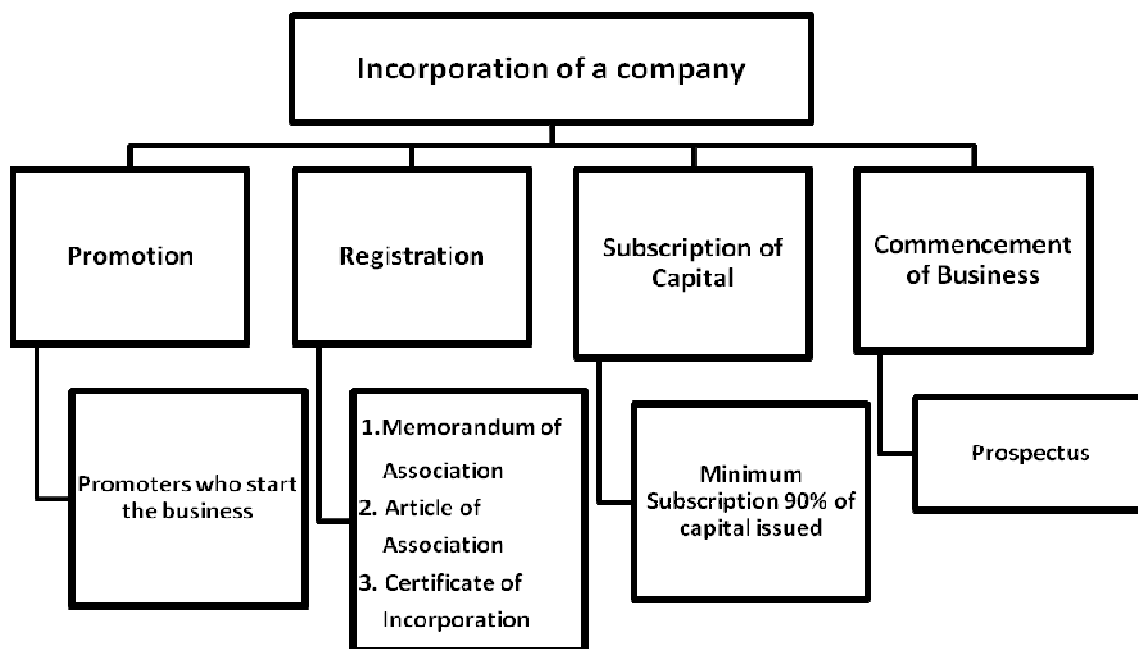 Incorporation of a company
Promotion
Registration
Subscription of
Capital
Commencement
of Business
Promoters who start
the business
1.Memorandum of
Association
2. Article of
Association
3. Certificate of
Incorporation
Minimum
Subscription 90% of
capital issued
Prospectus